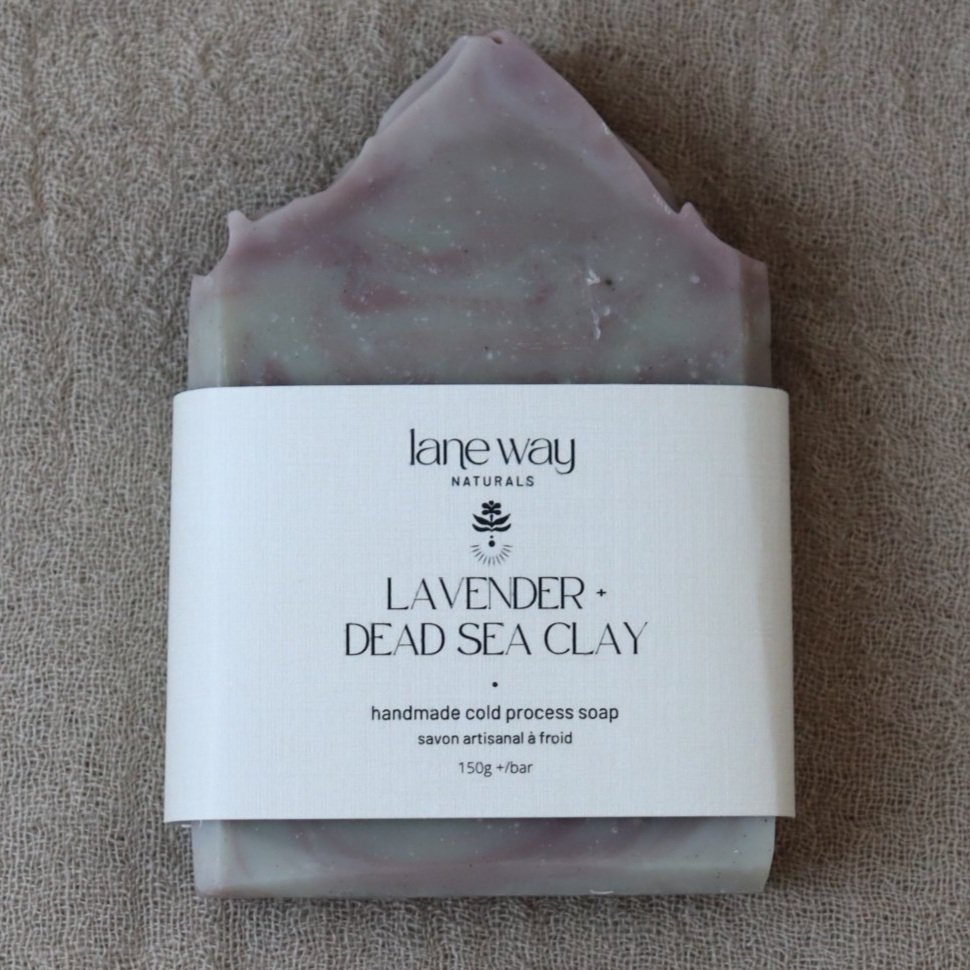 lane way
NATURALS
LAVENDER +
DEAD SEA CLAY
•
handmade cold process soap
savon artisanal à froid
150g +/bar